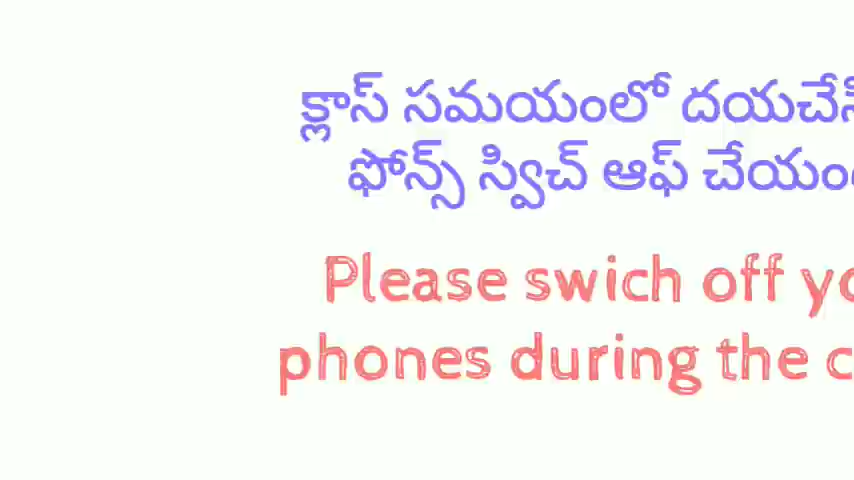 క్లాస్ సమయంలో
ఫోన్స్ స్విచ్ ఆఫ్
Please swich off
phones during the